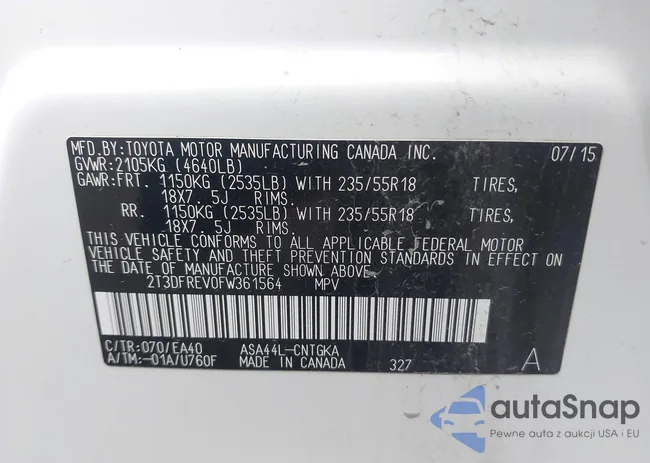 MFD.BY:TOYOTA MOTOR MANUFACTURING CANADA INC. 07/15
GVWR:2105KG (4640LB)
GAWR:FRT. 1150KG (2535LB) WITH 235/55R18 TIRES,
18X7. 5J RIMS.
RR. 1150KG (2535LB) WITH 235/55R18 TIRES,
18X7. 5J RIMS.
THIS VEHICLE CONFORMS TO ALL APPLICABLE FEDERAL MOTOR
VEHICLE SAFETY AND THEFT PREVENTION STANDARDS IN EFFECT ON
THE DATE OF MANUFACTURE SHOWN ABOVE.
2T3DFREV0FW361564 MPV
C/TR:070/EA40 ASA44L-CNTGKA
A/TM:-01A/U760F MADE IN CANADA 327 A
autaSnap
Pewne auta z aukcji USA i EU